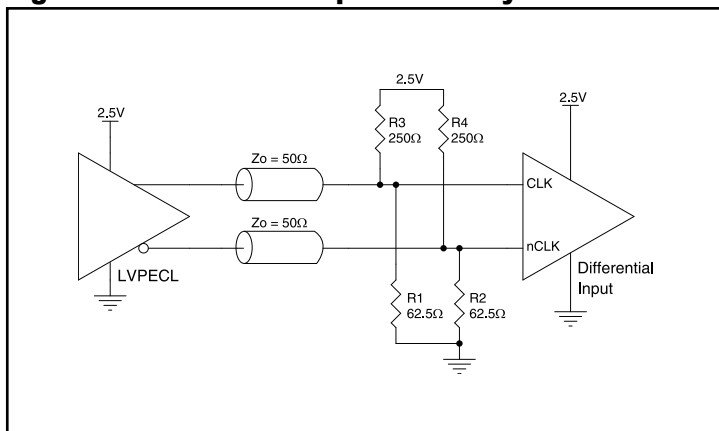 2.5V
2.5V
2.5V
R3
250Ω
R4
250Ω
Zo = 50Ω
CLK
Zo = 50Ω
nCLK
LVPECL
Differential
Input
R1
62.5Ω
R2
62.5Ω